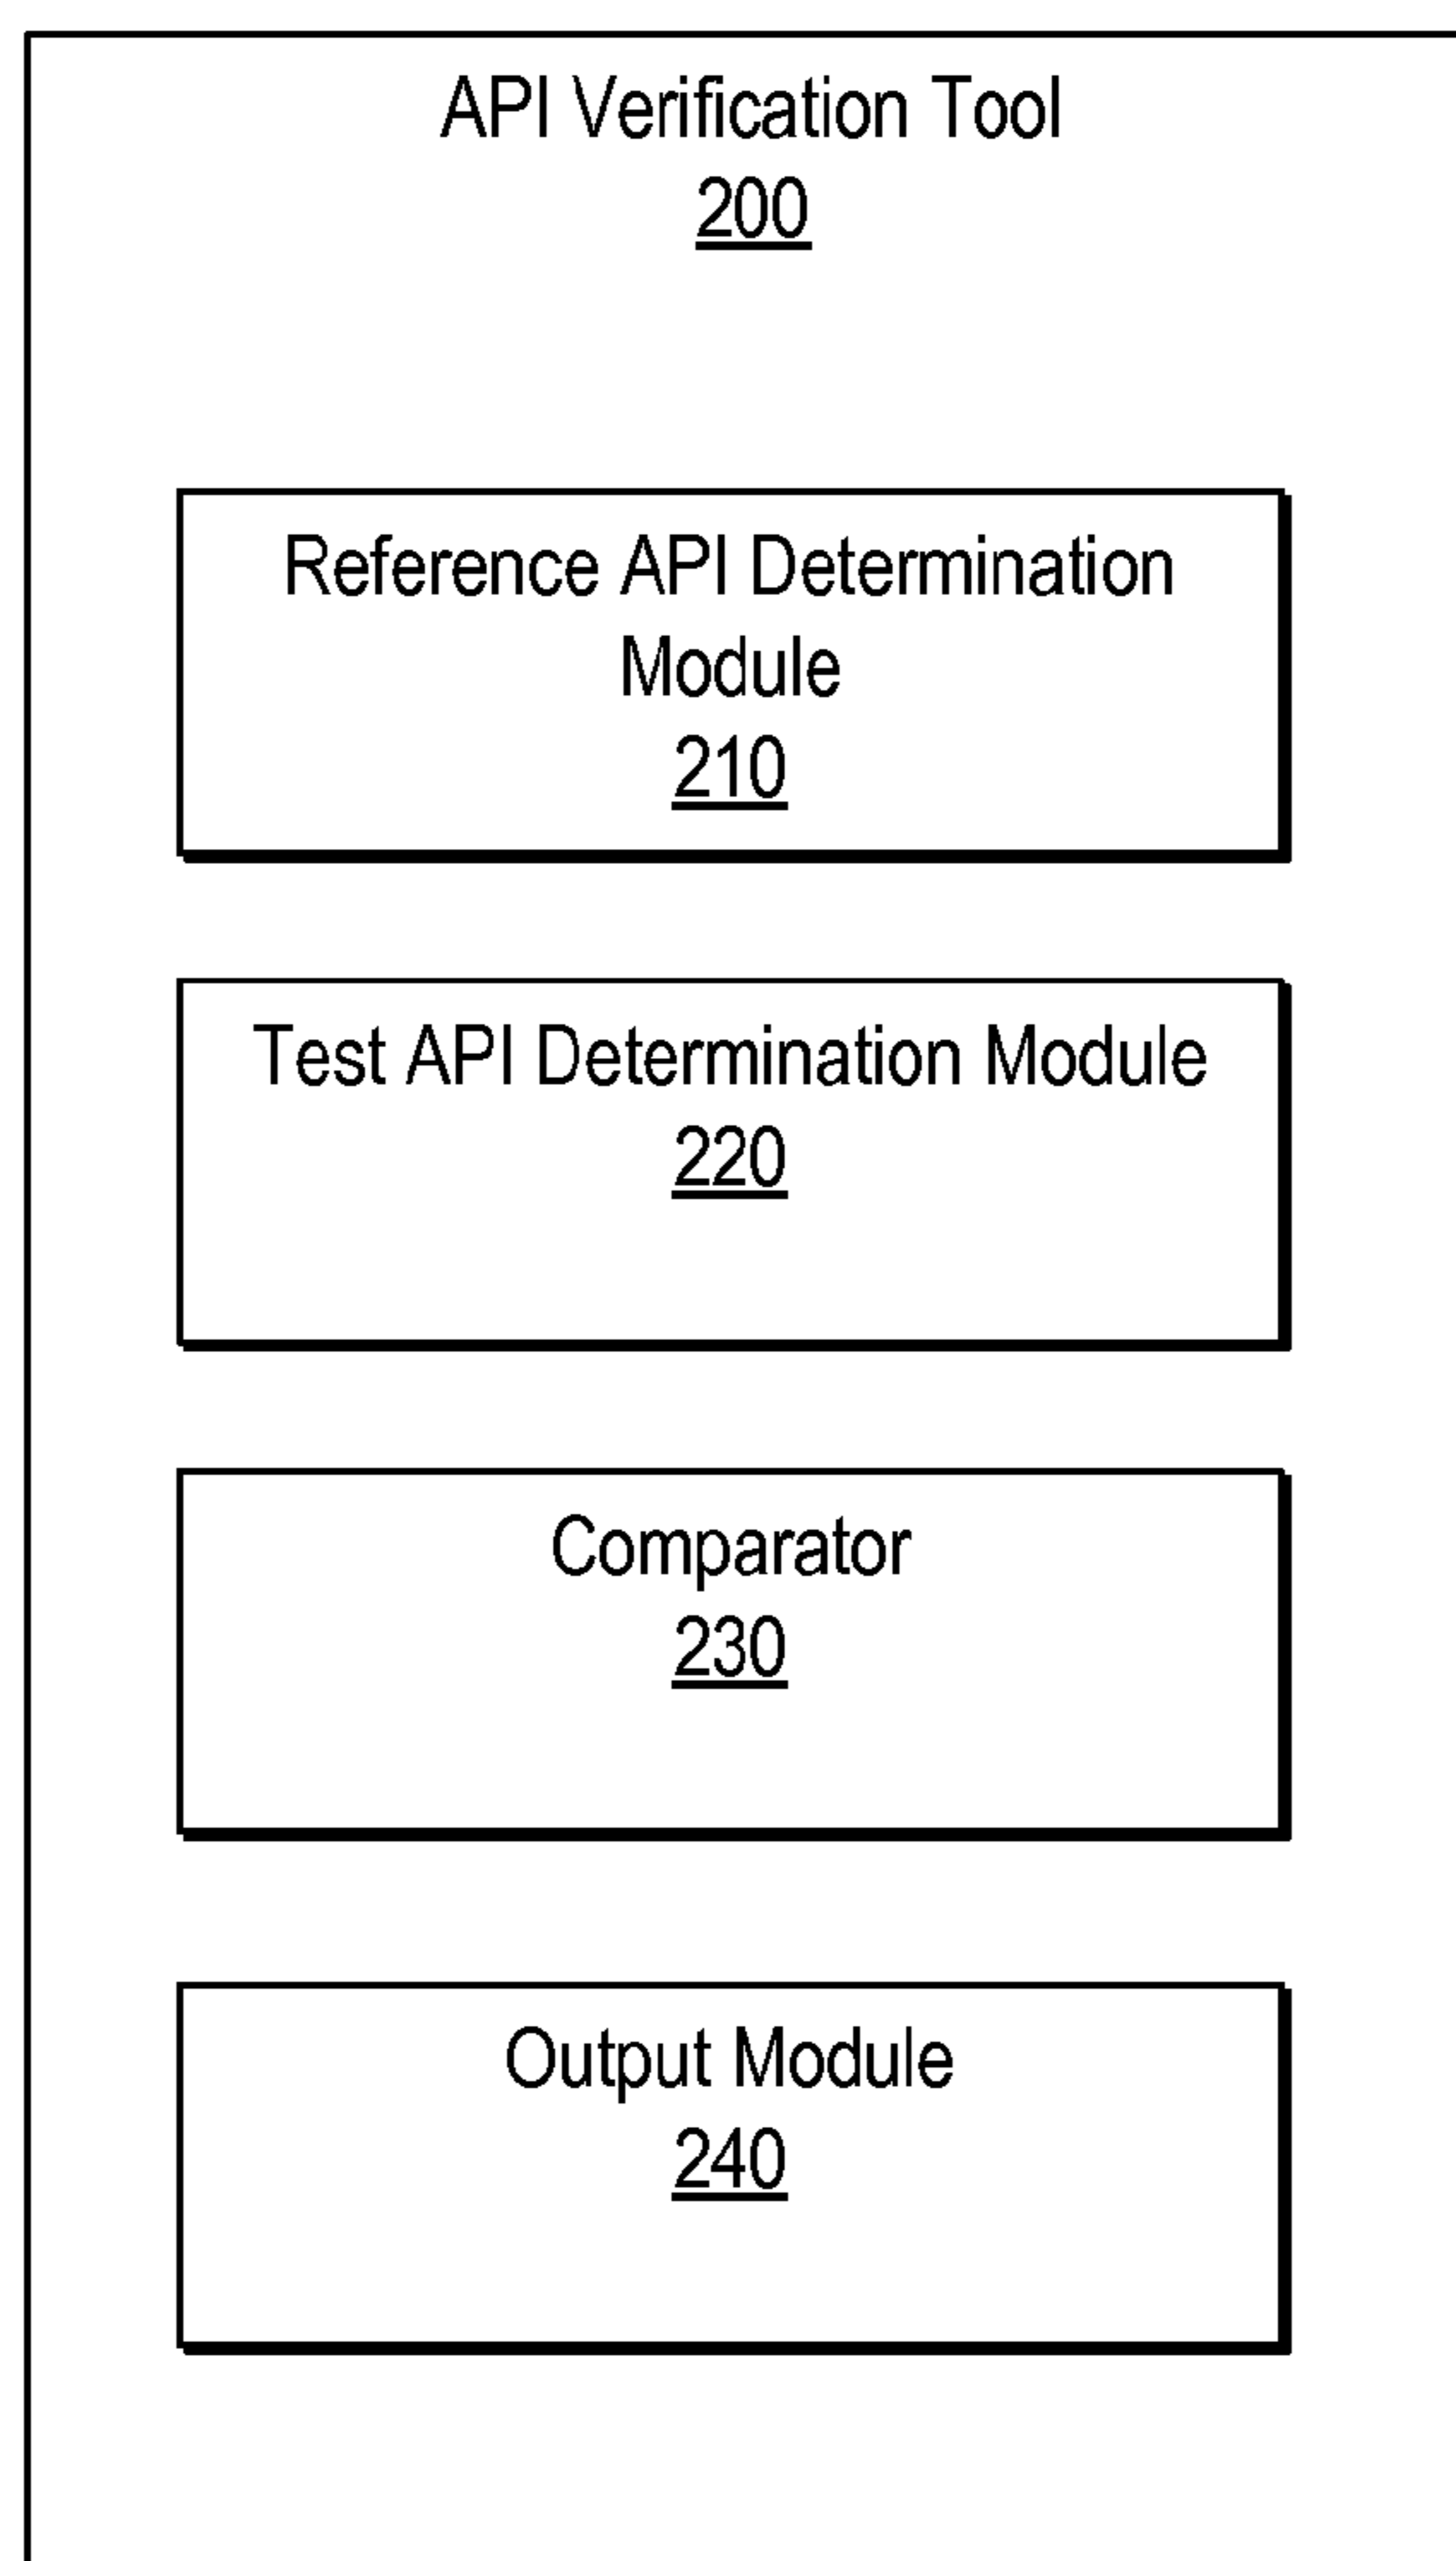 API Verification Tool
200
Reference API Determination
Module
210
Test API Determination Module
220
Comparator
230
Output Module
240